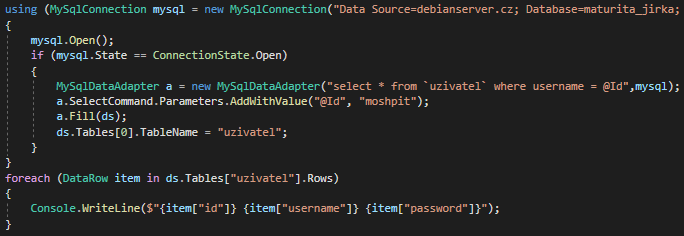 using (MySqlConnection mysql = new MySqlConnection("Data Source=debianserver.cz; Database=maturita_jirka;
{
mysql.Open();
if (mysql.State == ConnectionState.Open)
{
MySqlDataAdapter a = new MySqlDataAdapter("select * from `uzivatel` where username = @Id",mysql);
a.SelectCommand.Parameters.AddWithValue("@Id", "moshpit");
a.Fill(ds);
ds.Tables[0].TableName = "uzivatel";
}
}
foreach (DataRow item in ds.Tables["uzivatel"].Rows)
{
Console.WriteLine($"{item["id"]} {item["username"]} {item["password"]}");
}